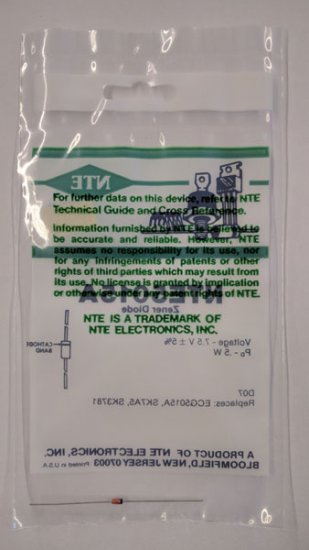 NTE
For further data on this device, refer to NTE
Technical Guide and Cross Reference.
Information furnished by NTE is believed to
be accurate and reliable. However, NTE
assumes no responsibility for its use, nor
for any infringements of patents or other
rights of third parties which may result from
its use. No license is granted by implication
or otherwise under any patent rights of NTE.
NTE5015A
Zener Diode
NTE IS A TRADEMARK OF
NTE ELECTRONICS, INC.
Voltage - 7.5 V ± 5%
PD - .5 W
CATHODE
BAND
D07
Replaces: ECG5015A, SK7A5, SK3781
A PRODUCT OF NTE ELECTRONICS, INC.
BLOOMFIELD, NEW JERSEY 07003 Printed in U.S.A.